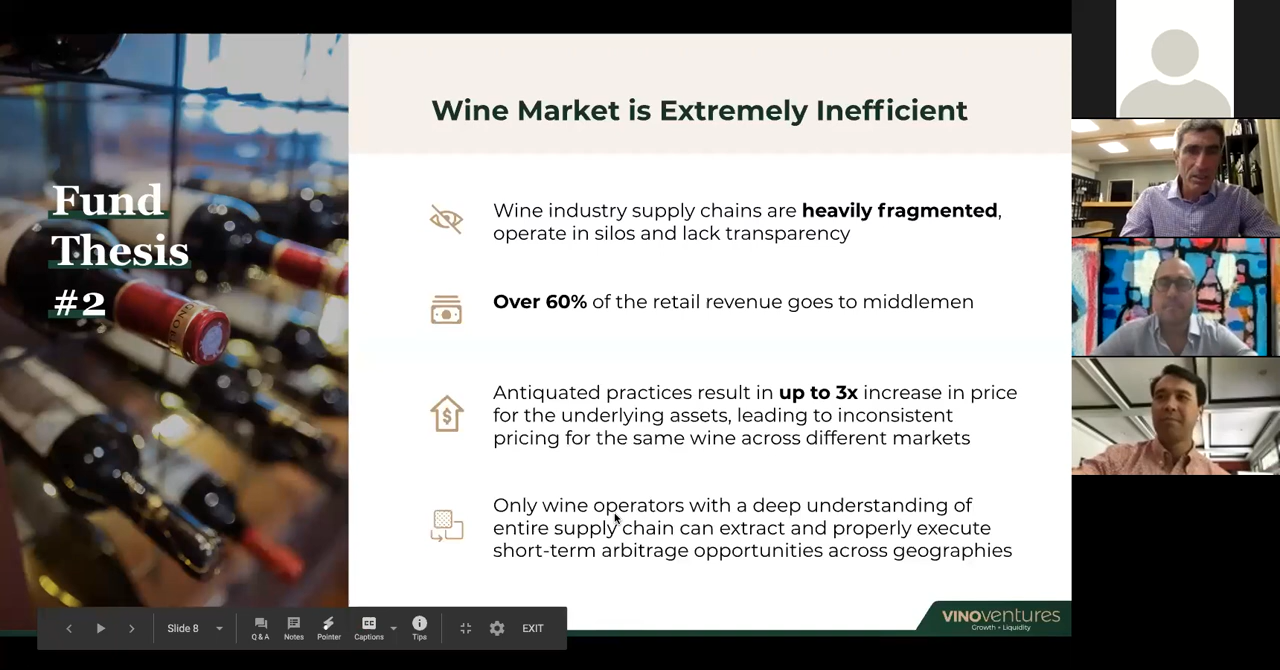 Wine Market is Extremely Inefficient
Fund
Thesis
#2
Wine industry supply chains are heavily fragmented,
operate in silos and lack transparency
Over 60% of the retail revenue goes to middlemen
Antiquated practices result in up to 3x increase in price
for the underlying assets, leading to inconsistent
pricing for the same wine across different markets
Only wine operators with a deep understanding of
entire supply chain can extract and properly execute
short-term arbitrage opportunities across geographies
Slide 8
Q & A
Notes
Pointer
Captions
CC
Tips
EXIT
VINOVENTURES
Growth + Liquidity